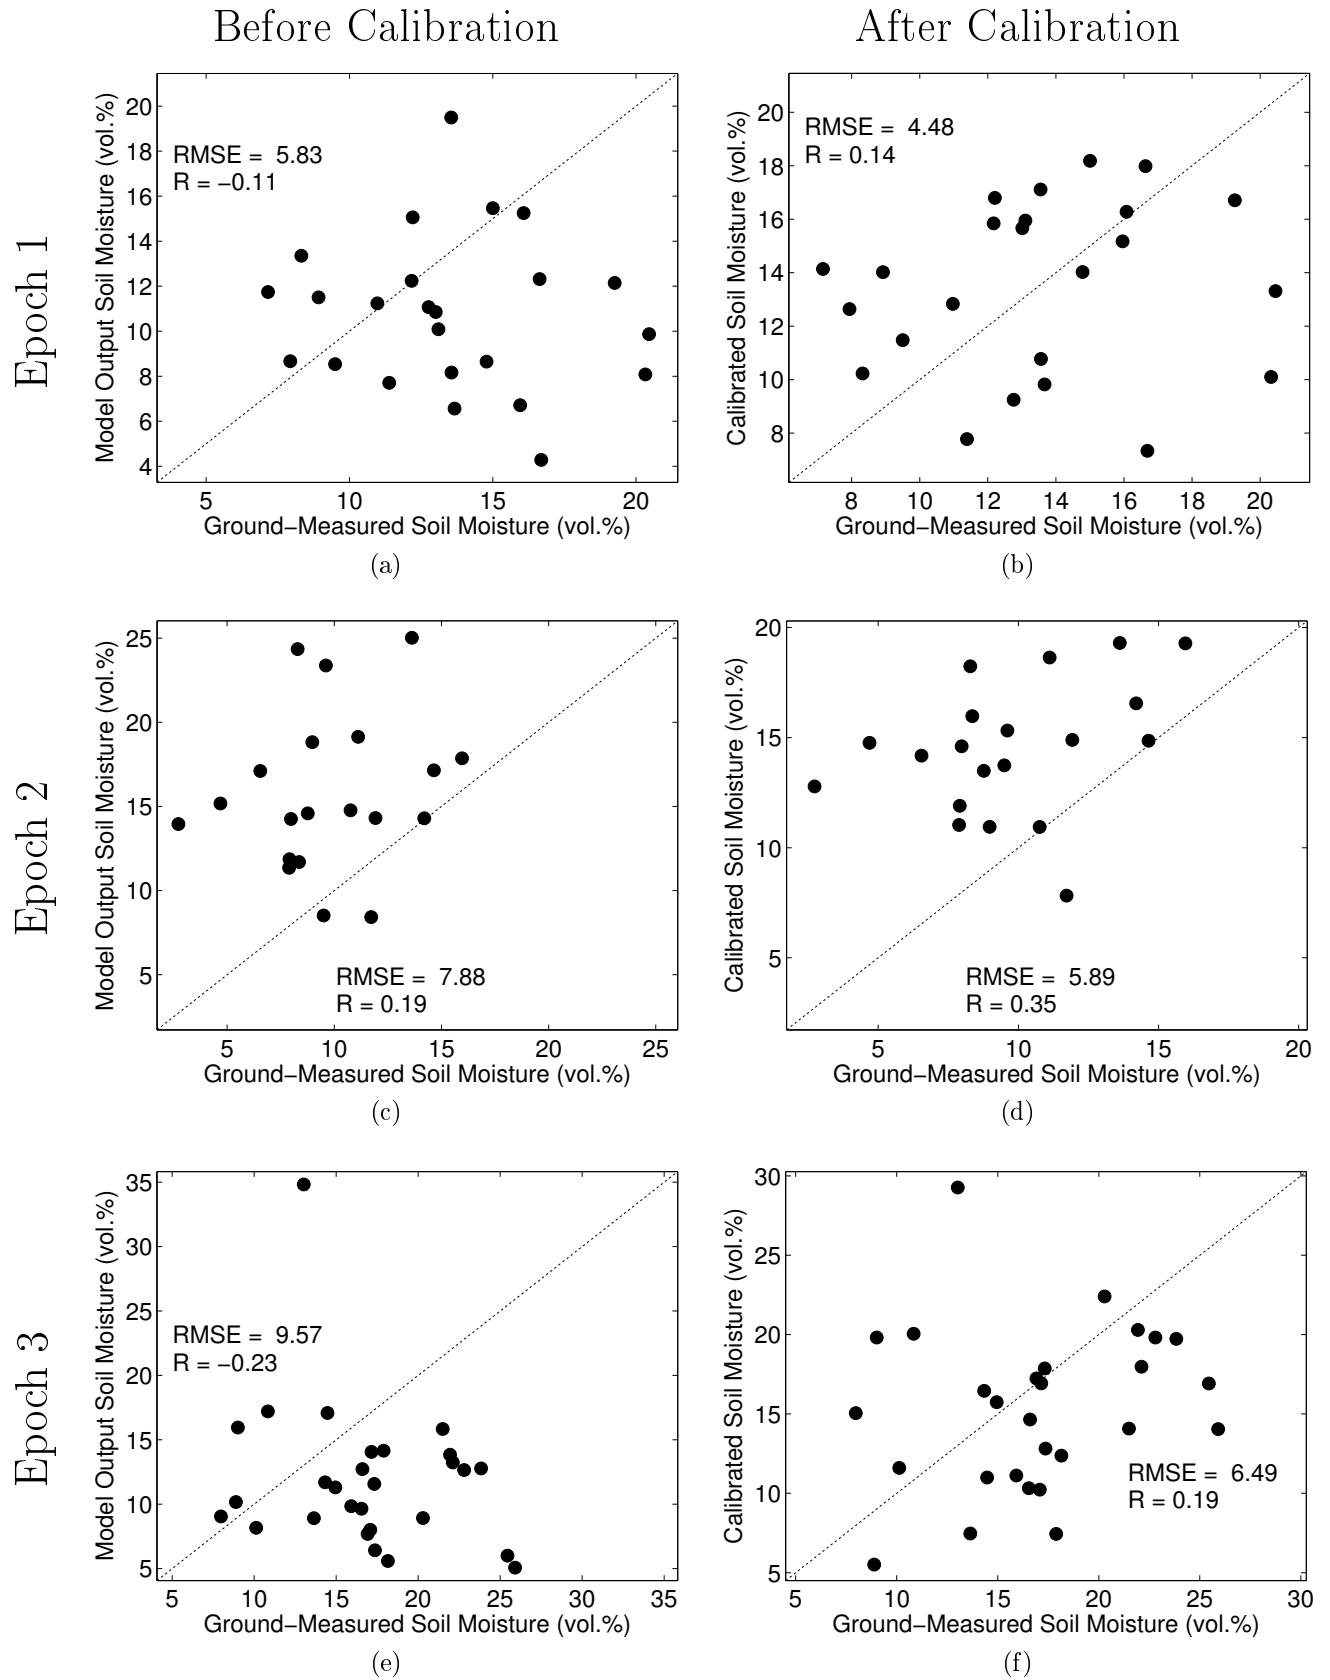 Before Calibration
After Calibration
Epoch 1
Model Output Soil Moisture (vol.%)
20
18
16
14
12
10
8
6
4
RMSE = 5.83
R = −0.11
5 10 15 20
Ground−Measured Soil Moisture (vol.%)
(a)
Calibrated Soil Moisture (vol.%)
20
18
16
14
12
10
8
RMSE = 4.48
R = 0.14
8 10 12 14 16 18 20
Ground−Measured Soil Moisture (vol.%)
(b)
Epoch 2
Model Output Soil Moisture (vol.%)
25
20
15
10
5
RMSE = 7.88
R = 0.19
5 10 15 20 25
Ground−Measured Soil Moisture (vol.%)
(c)
Calibrated Soil Moisture (vol.%)
20
15
10
5
RMSE = 5.89
R = 0.35
5 10 15 20
Ground−Measured Soil Moisture (vol.%)
(d)
Epoch 3
Model Output Soil Moisture (vol.%)
35
30
25
20
15
10
5
RMSE = 9.57
R = −0.23
5 10 15 20 25 30 35
Ground−Measured Soil Moisture (vol.%)
(e)
Calibrated Soil Moisture (vol.%)
30
25
20
15
10
5
RMSE = 6.49
R = 0.19
5 10 15 20 25 30
Ground−Measured Soil Moisture (vol.%)
(f)